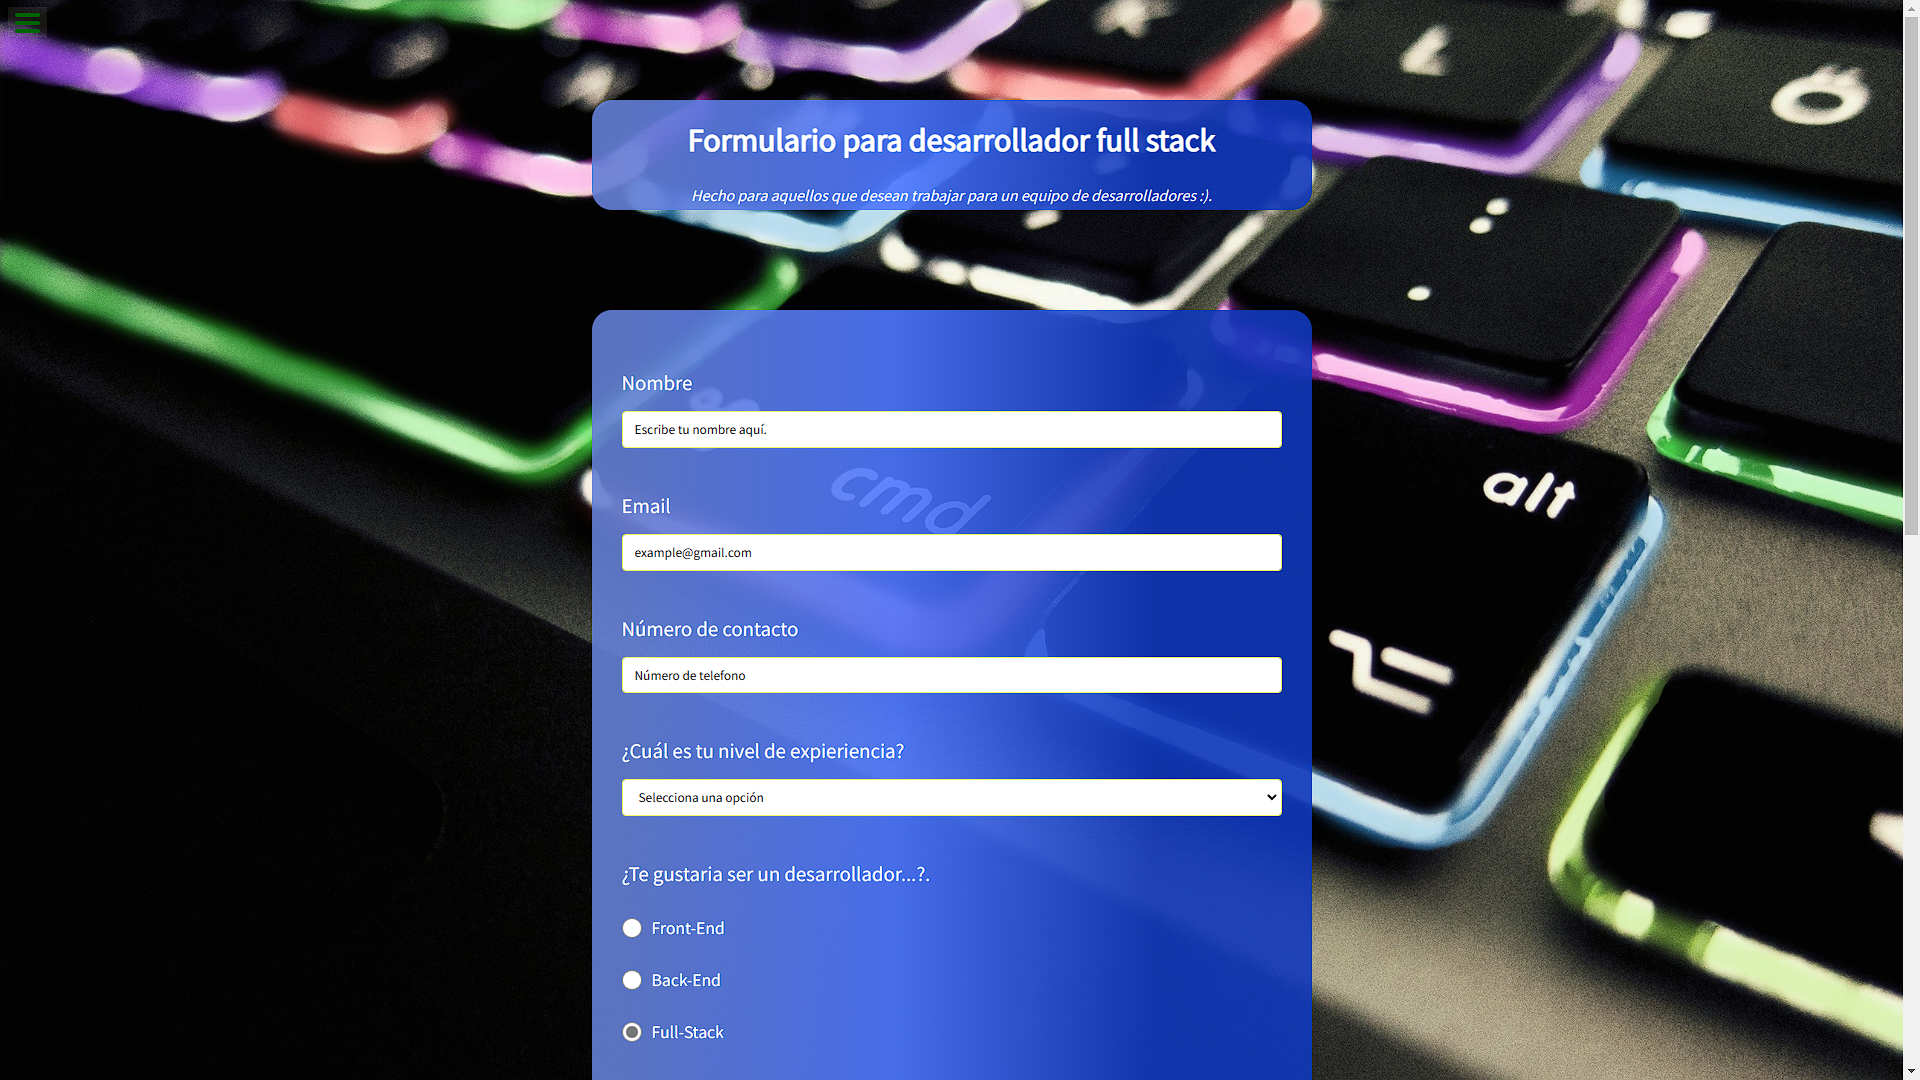 Formulario para desarrollador full stack
Hecho para aquellos que desean trabajar para un equipo de desarrolladores :).
Nombre
Escribe tu nombre aquí.
cmd
Email
example@gmail.com
alt
Número de contacto
Número de telefono
¿Cuál es tu nivel de expieriencia?
Selecciona una opción
¿Te gustaria ser un desarrollador...?.
Front-End
Back-End
Full-Stack